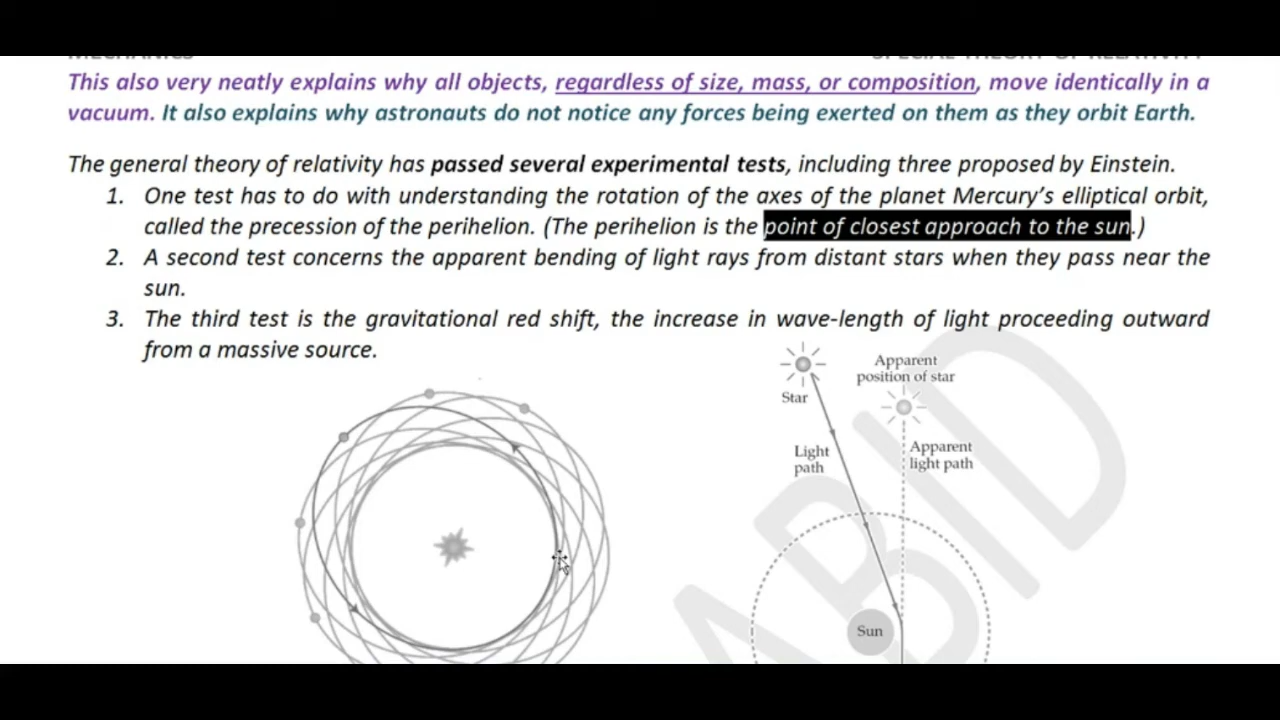 MECHANICS SPECIAL THEORY OF RELATIVITY
This also very neatly explains why all objects, regardless of size, mass, or composition, move identically in a
vacuum. It also explains why astronauts do not notice any forces being exerted on them as they orbit Earth.
The general theory of relativity has passed several experimental tests, including three proposed by Einstein.
1. One test has to do with understanding the rotation of the axes of the planet Mercury's elliptical orbit,
called the precession of the perihelion. (The perihelion is the point of closest approach to the sun.)
2. A second test concerns the apparent bending of light rays from distant stars when they pass near the
sun.
3. The third test is the gravitational red shift, the increase in wave-length of light proceeding outward
from a massive source.
Star
Apparent
position of star
Light
path
Apparent
light path
Sun
ABID